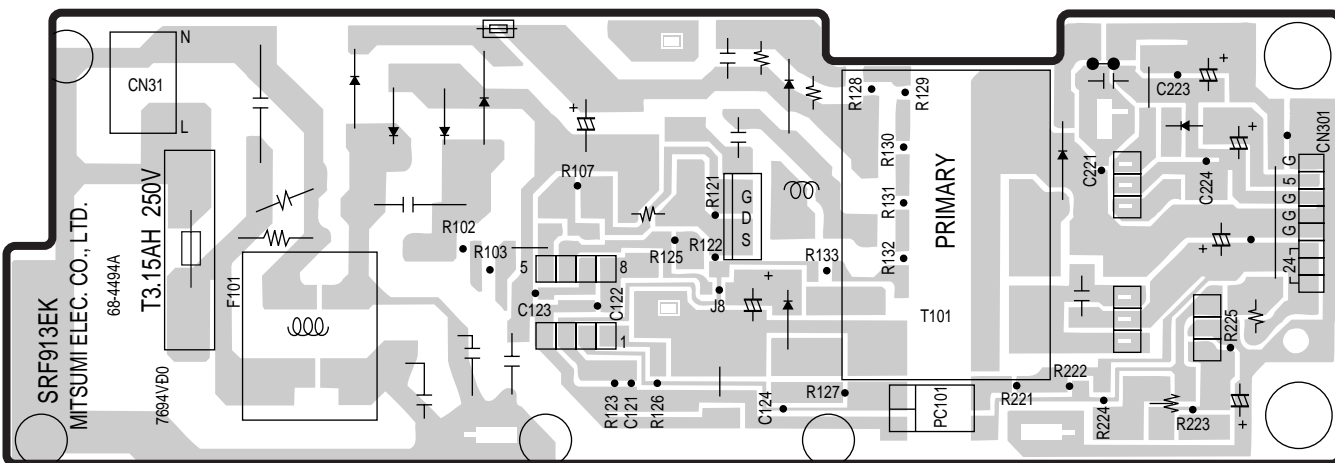 N
CN31
L
T3.15AH 250V
SRF913EK
MITSUMI ELEC. CO., LTD.
68-4494A
7694VÐ0
F101
R102
R103
R107
5
8
1
C123
C122
R123
C121
R126
R125
R121
R122
G
D
S
J8
+
+
C124
R127
R133
R128
R129
R130
R131
R132
PRIMARY
T101
PC101
R221
R222
R224
R223
R225
C221
C223
C224
+
+
+
+
CN301
G
5
G
G
24